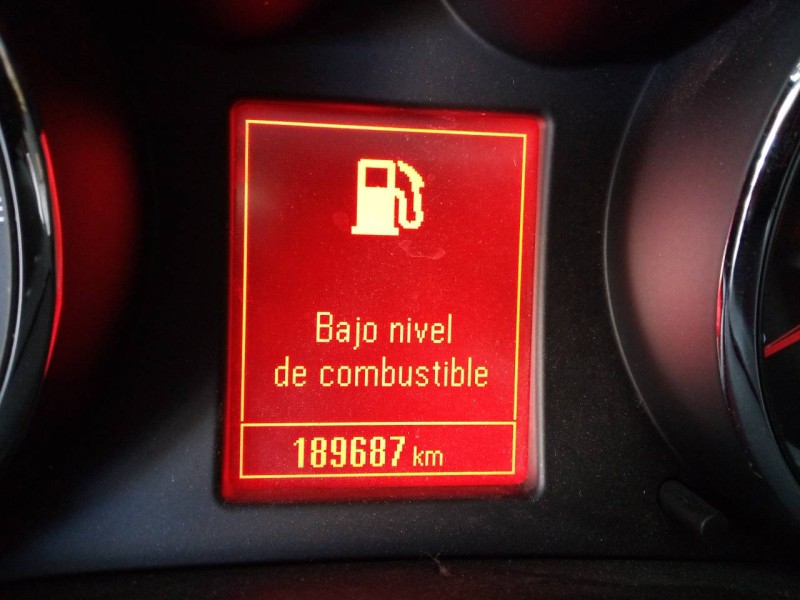 Bajo nivel
de combustible
189687 km